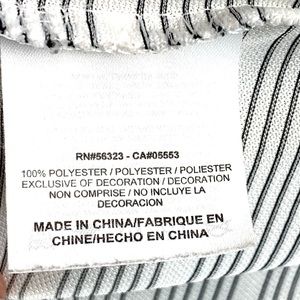 RN#56323 - CA#05553
100% POLYESTER / POLYESTER / POLIESTER
EXCLUSIVE OF DECORATION / DECORATION
NON COMPRISE / NO INCLUYE LA
DECORACION
MADE IN CHINA/FABRIQUE EN
CHINE/HECHO EN CHINA